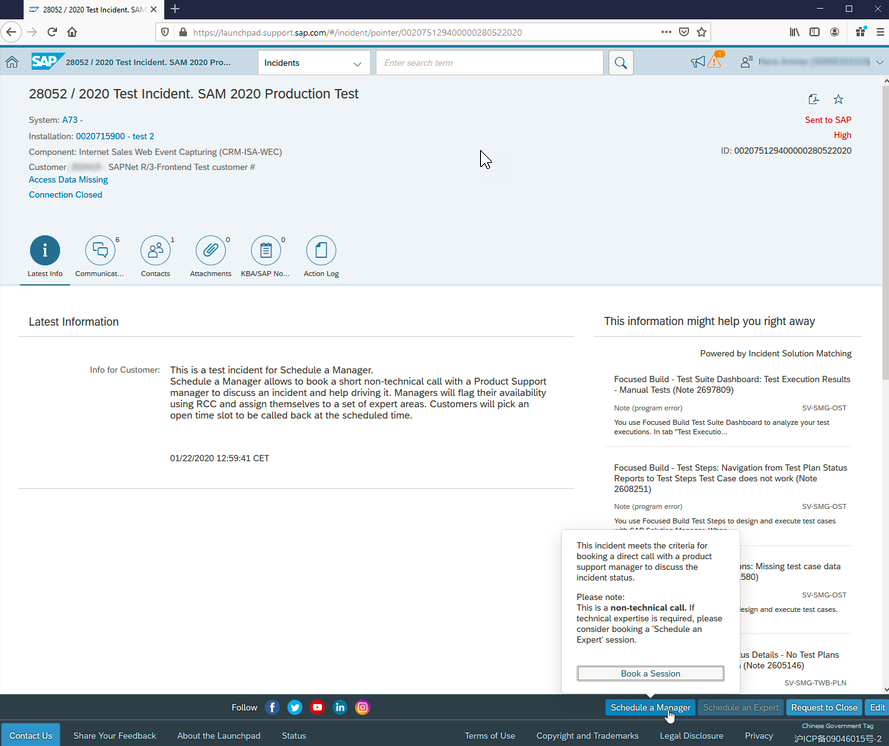 28052 / 2020 Test Incident. SAM
https://launchpad.support.sap.com/#/incident/pointer/002075129400000280522020
SAP 28052 / 2020 Test Incident. SAM 2020 Pro... Incidents Enter search term 1
28052 / 2020 Test Incident. SAM 2020 Production Test
System: A73 -
Sent to SAP
Installation: 0020715900 - test 2
High
Component: Internet Sales Web Event Capturing (CRM-ISA-WEC)
ID: 002075129400000280522020
Customer: - SAPNet R/3-Frontend Test customer #
Access Data Missing
Connection Closed
6 1 0 0
Latest Info Communicat... Contacts Attachments KBA/SAP No... Action Log
Latest Information
Info for Customer: This is a test incident for Schedule a Manager.
Schedule a Manager allows to book a short non-technical call with a Product Support
manager to discuss an incident and help driving it. Managers will flag their availability
using RCC and assign themselves to a set of expert areas. Customers will pick an
open time slot to be called back at the scheduled time.
01/22/2020 12:59:41 CET
This information might help you right away
Powered by Incident Solution Matching
Focused Build - Test Suite Dashboard: Test Execution Results
- Manual Tests (Note 2697809)
Note (program error) SV-SMG-OST
You use Focused Build Test Suite Dashboard to analyze your test
executions. In tab "Test Executio...
Focused Build - Test Steps: Navigation from Test Plan Status
Reports to Test Steps Test Case does not work (Note
2608251)
Note (program error) SV-SMG-OST
You use Focused Build Test Steps to design and execute test cases
ons: Missing test case data
580)
SV-SMG-OST
esign and execute test cases.
us Details - No Test Plans
(Note 2605146)
SV-SMG-TWB-PLN
This incident meets the criteria for
booking a direct call with a product
support manager to discuss the
incident status.
Please note:
This is a non-technical call. If
technical expertise is required, please
consider booking a 'Schedule an
Expert' session.
Book a Session
Follow Schedule a Manager Schedule an Expert Request to Close Edit
Contact Us Share Your Feedback About the Launchpad Status Terms of Use Copyright and Trademarks Legal Disclosure Privacy
Chinese Government Tag
沪ICP备09046015号-2